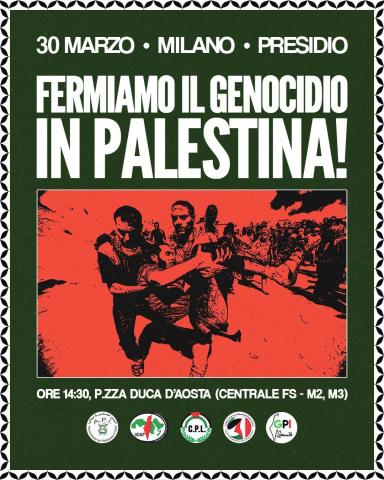 30 MARZO • MILANO • PRESIDIO
FERMIAMO IL GENOCIDIO
IN PALESTINA!
ORE 14:30, P.ZZA DUCA D'AOSTA (CENTRALE FS - M2, M3)
C.P.L.
GPI